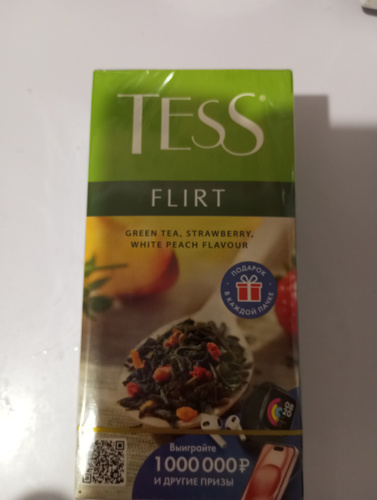 TESS
FLIRT
GREEN TEA, STRAWBERRY,
WHITE PEACH FLAVOUR
ПОДАРОК
В КАЖДОЙ ПАЧКЕ
Выиграйте
1 000 000 ₽
И ДРУГИЕ ПРИЗЫ